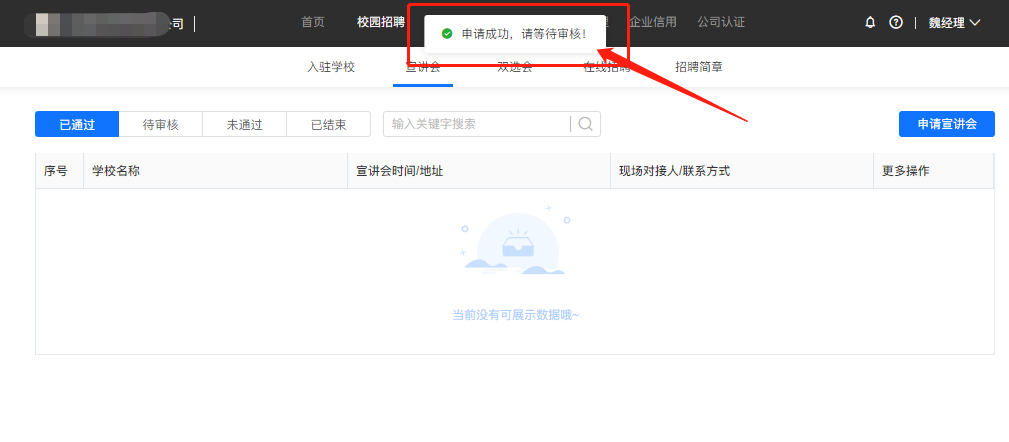 公司
首页
校园招聘
申请成功，请等待审核！
企业信用
公司认证
魏经理
入驻学校
宣讲会
双选会
在线招聘
招聘简章
已通过
待审核
未通过
已结束
输入关键字搜索
申请宣讲会
序号
学校名称
宣讲会时间/地址
现场对接人/联系方式
更多操作
当前没有可展示数据哦~